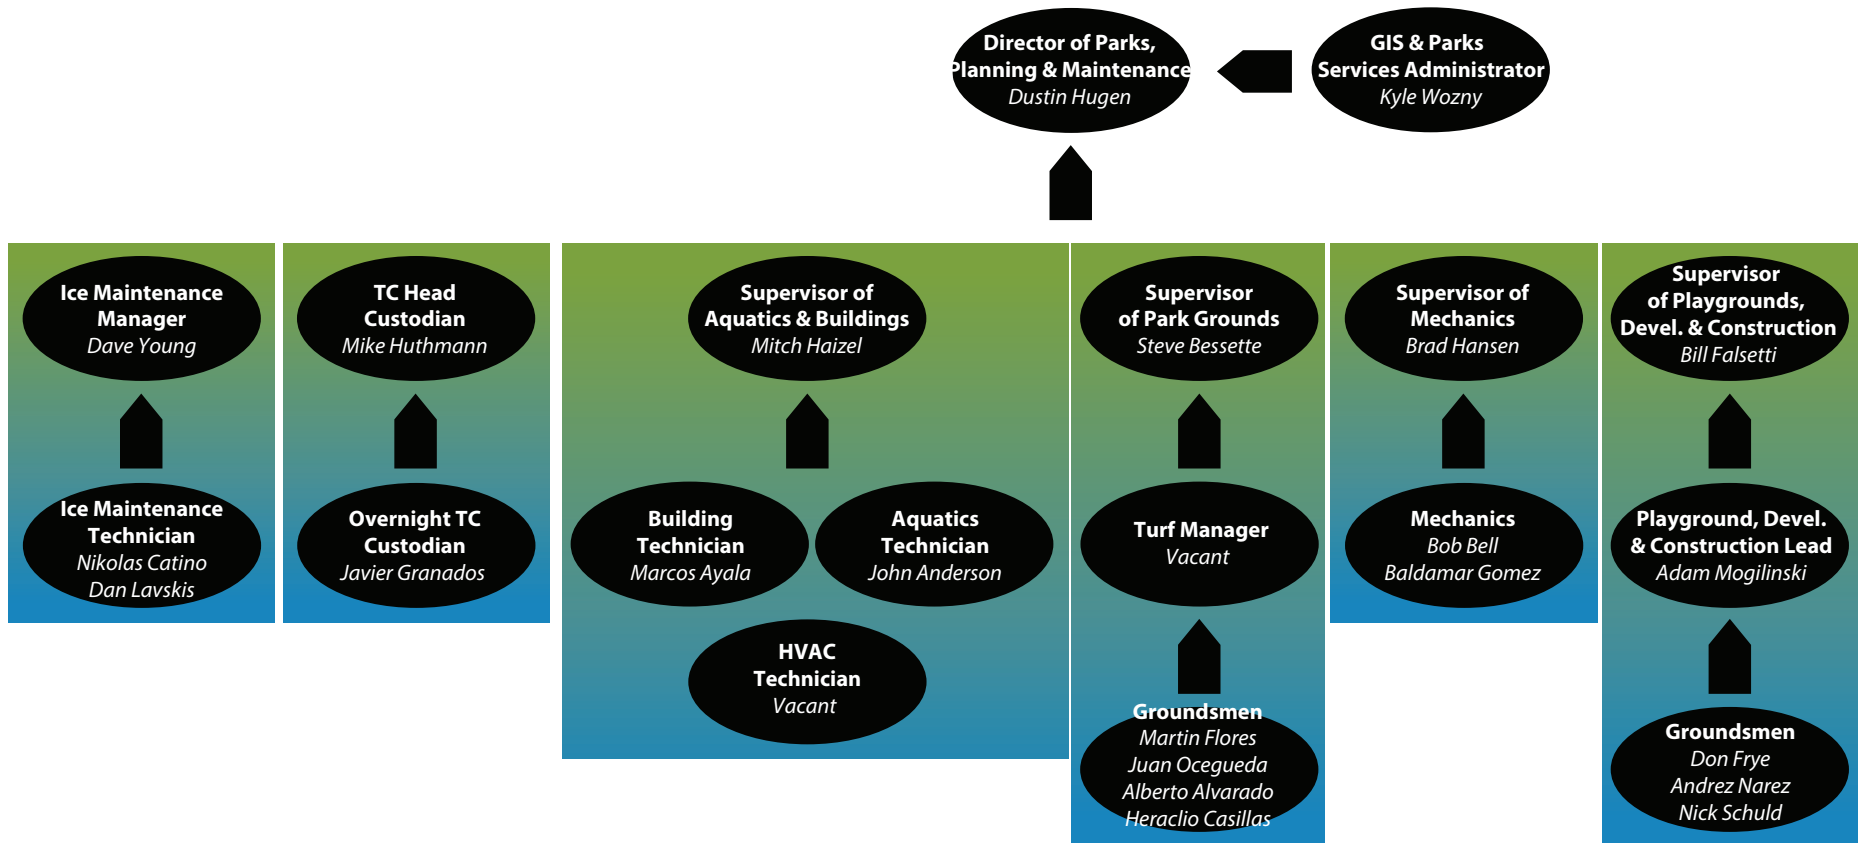 Director of Parks,
Planning & Maintenance
Dustin Hugen
GIS & Parks
Services Administrator
Kyle Wozny
Ice Maintenance
Manager
Dave Young
Ice Maintenance
Technician
Nikolas Catino
Dan Lavskis
TC Head
Custodian
Mike Huthmann
Overnight TC
Custodian
Javier Granados
Supervisor of
Aquatics & Buildings
Mitch Haizel
Building
Technician
Marcos Ayala
Aquatics
Technician
John Anderson
HVAC
Technician
Vacant
Supervisor
of Park Grounds
Steve Bessette
Turf Manager
Vacant
Groundsmen
Martin Flores
Juan Ocegueda
Alberto Alvarado
Heraclio Casillas
Supervisor of
Mechanics
Brad Hansen
Mechanics
Bob Bell
Baldamar Gomez
Supervisor
of Playgrounds,
Devel. & Construction
Bill Falsetti
Playground, Devel.
& Construction Lead
Adam Mogilinski
Groundsmen
Don Frye
Andrez Narez
Nick Schuld